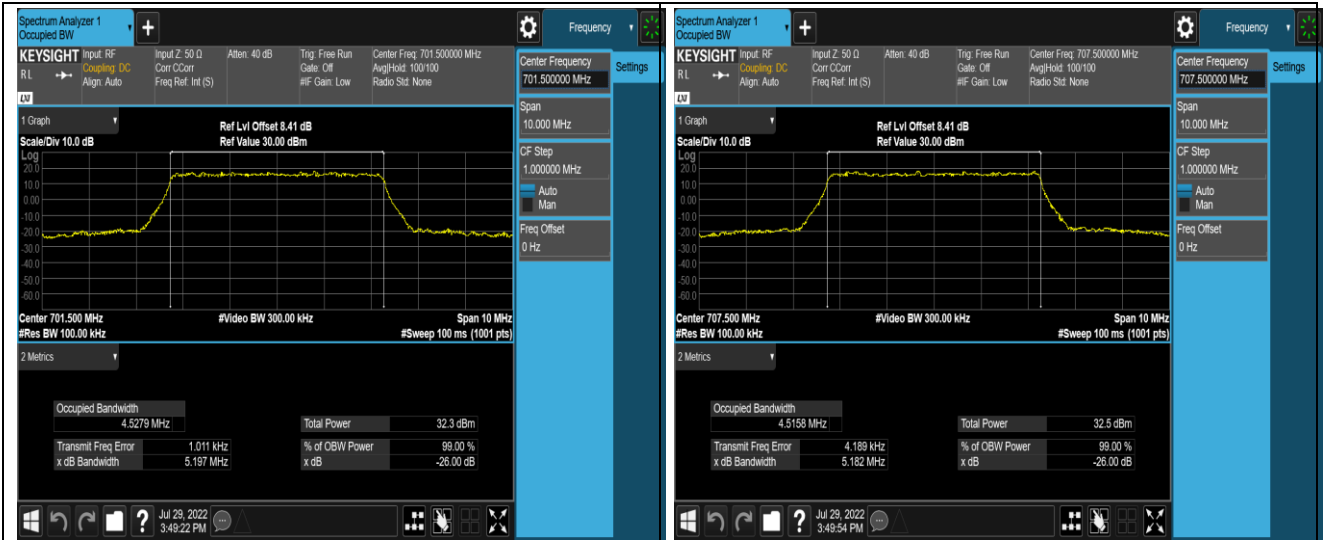 Spectrum Analyzer 1
Occupied BW
Frequency
KEYSIGHT
RL
LXI
Input: RF
Coupling: DC
Align: Auto
Input Z: 50 Ω
Corr CCorr
Freq Ref: Int (S)
Atten: 40 dB
Trig: Free Run
Gate: Off
#IF Gain: Low
Center Freq: 701.500000 MHz
Avg|Hold: 100/100
Radio Std: None
Center Frequency
701.500000 MHz
Settings
Span
10.000 MHz
CF Step
1.000000 MHz
Auto
Man
Freq Offset
0 Hz
1 Graph
Scale/Div 10.0 dB
Ref Lvl Offset 8.41 dB
Ref Value 30.00 dBm
Log
20.0
10.0
0.00
-10.0
-20.0
-30.0
-40.0
-50.0
-60.0
Center 701.500 MHz
#Video BW 300.00 kHz
Span 10 MHz
#Res BW 100.00 kHz
#Sweep 100 ms (1001 pts)
2 Metrics
Occupied Bandwidth
4.5279 MHz
Total Power 32.3 dBm
Transmit Freq Error 1.011 kHz
% of OBW Power 99.00 %
x dB Bandwidth 5.197 MHz
x dB -26.00 dB
?
Jul 29, 2022
3:49:22 PM
Spectrum Analyzer 1
Occupied BW
Frequency
KEYSIGHT
RL
LXI
Input: RF
Coupling: DC
Align: Auto
Input Z: 50 Ω
Corr CCorr
Freq Ref: Int (S)
Atten: 40 dB
Trig: Free Run
Gate: Off
#IF Gain: Low
Center Freq: 707.500000 MHz
Avg|Hold: 100/100
Radio Std: None
Center Frequency
707.500000 MHz
Settings
Span
10.000 MHz
CF Step
1.000000 MHz
Auto
Man
Freq Offset
0 Hz
1 Graph
Scale/Div 10.0 dB
Ref Lvl Offset 8.41 dB
Ref Value 30.00 dBm
Log
20.0
10.0
0.00
-10.0
-20.0
-30.0
-40.0
-50.0
-60.0
Center 707.500 MHz
#Video BW 300.00 kHz
Span 10 MHz
#Res BW 100.00 kHz
#Sweep 100 ms (1001 pts)
2 Metrics
Occupied Bandwidth
4.5158 MHz
Total Power 32.5 dBm
Transmit Freq Error 4.189 kHz
% of OBW Power 99.00 %
x dB Bandwidth 5.182 MHz
x dB -26.00 dB
?
Jul 29, 2022
3:49:54 PM